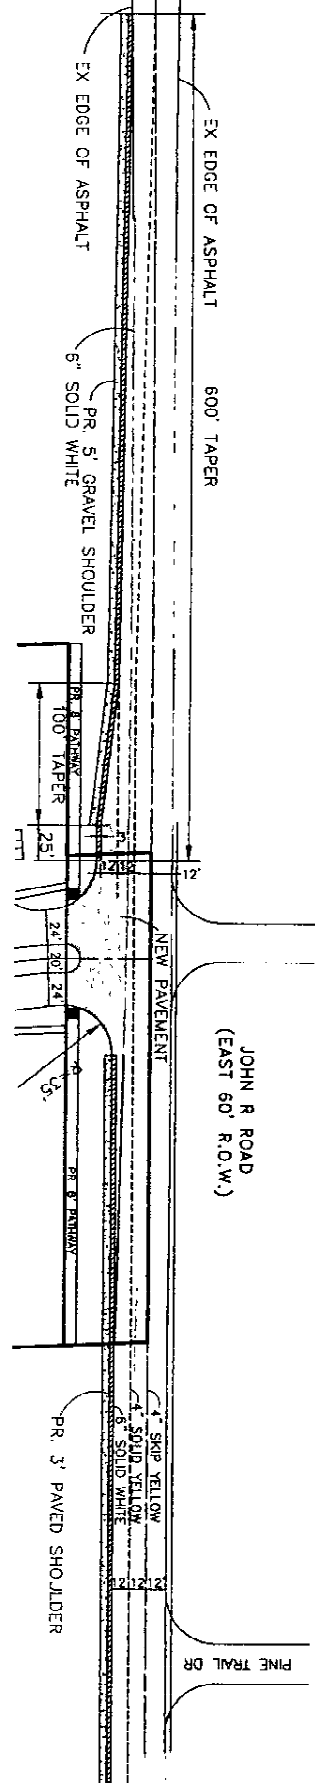 EX EDGE OF ASPHALT
EX EDGE OF ASPHALT
600' TAPER
6" SOLID WHITE
PR. 5' GRAVEL SHOULDER
PR 8' PATHWAY
100' TAPER
25'
3'
12' 12'
12'
24' 20' 24'
NEW PAVEMENT
JOHN R ROAD
(EAST 60' R.O.W.)
PR 8' PATHWAY
4" SKIP YELLOW
4" SOLID YELLOW
6" SOLID WHITE
PR. 3' PAVED SHOULDER
12' 12' 12'
PINE TRAIL DR